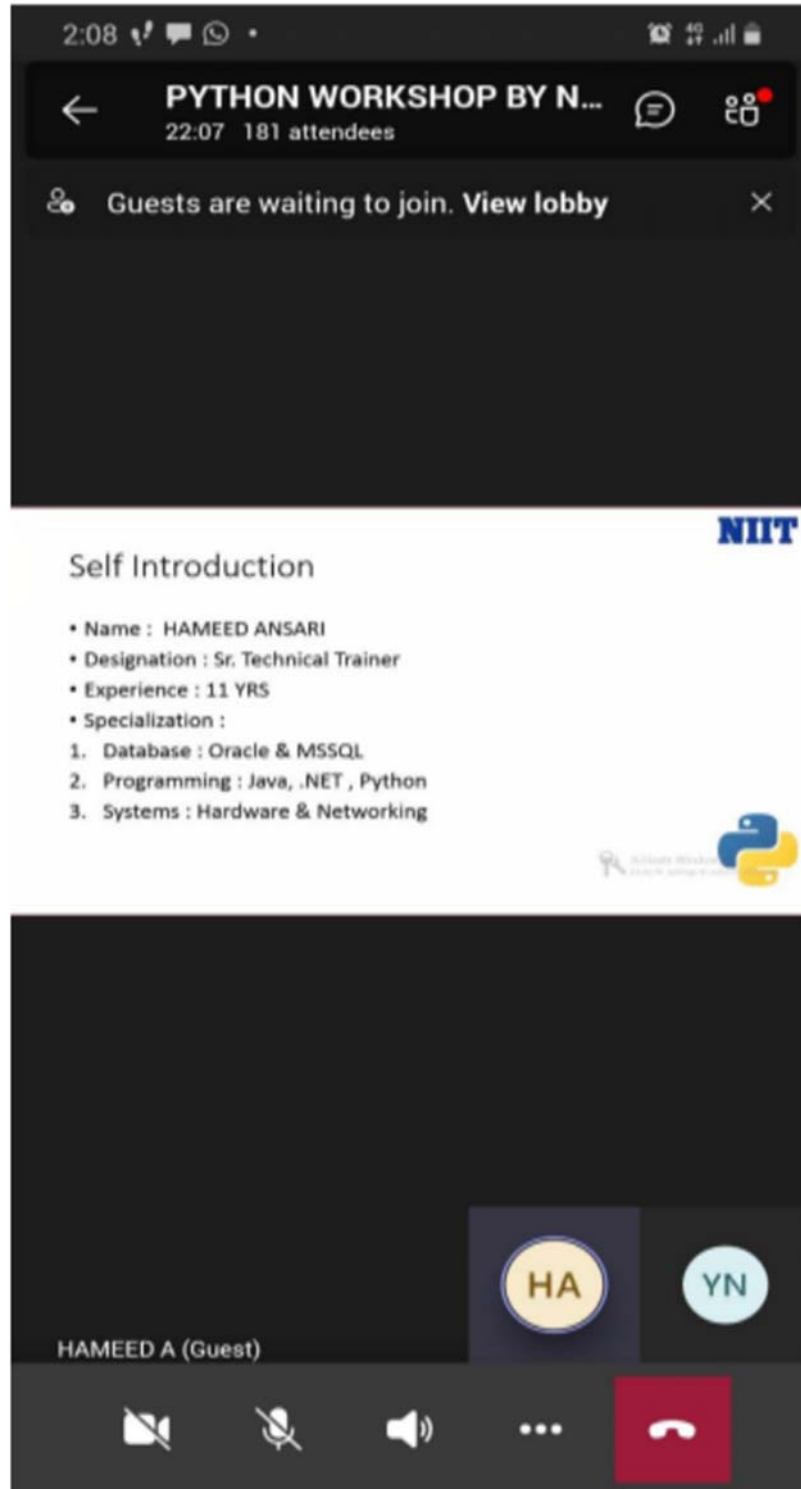 2:08
4G
PYTHON WORKSHOP BY N...
22:07 181 attendees
Guests are waiting to join. View lobby
NIIT
Self Introduction
• Name : HAMEED ANSARI
• Designation : Sr. Technical Trainer
• Experience : 11 YRS
• Specialization :
1. Database : Oracle & MSSQL
2. Programming : Java, .NET , Python
3. Systems : Hardware & Networking
HA
YN
HAMEED A (Guest)